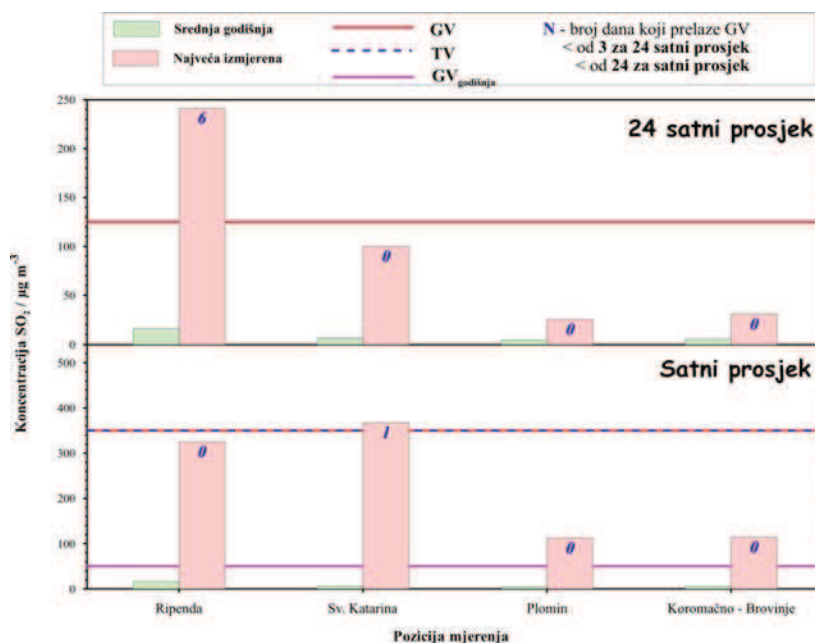 Srednja godišnja
Najveća izmjerena
GV
TV
GVgodišnja
N - broj dana koji prelaze GV
< od 3 za 24 satni prosjek
< od 24 za satni prosjek
Koncentracija SO2 / µg m-3
250
200
150
100
50
0
24 satni prosjek
6
0
0
0
500
400
300
200
100
0
Satni prosjek
0
1
0
0
Ripenda
Sv. Katarina
Plomin
Koromačno - Brovinje
Pozicija mjerenja